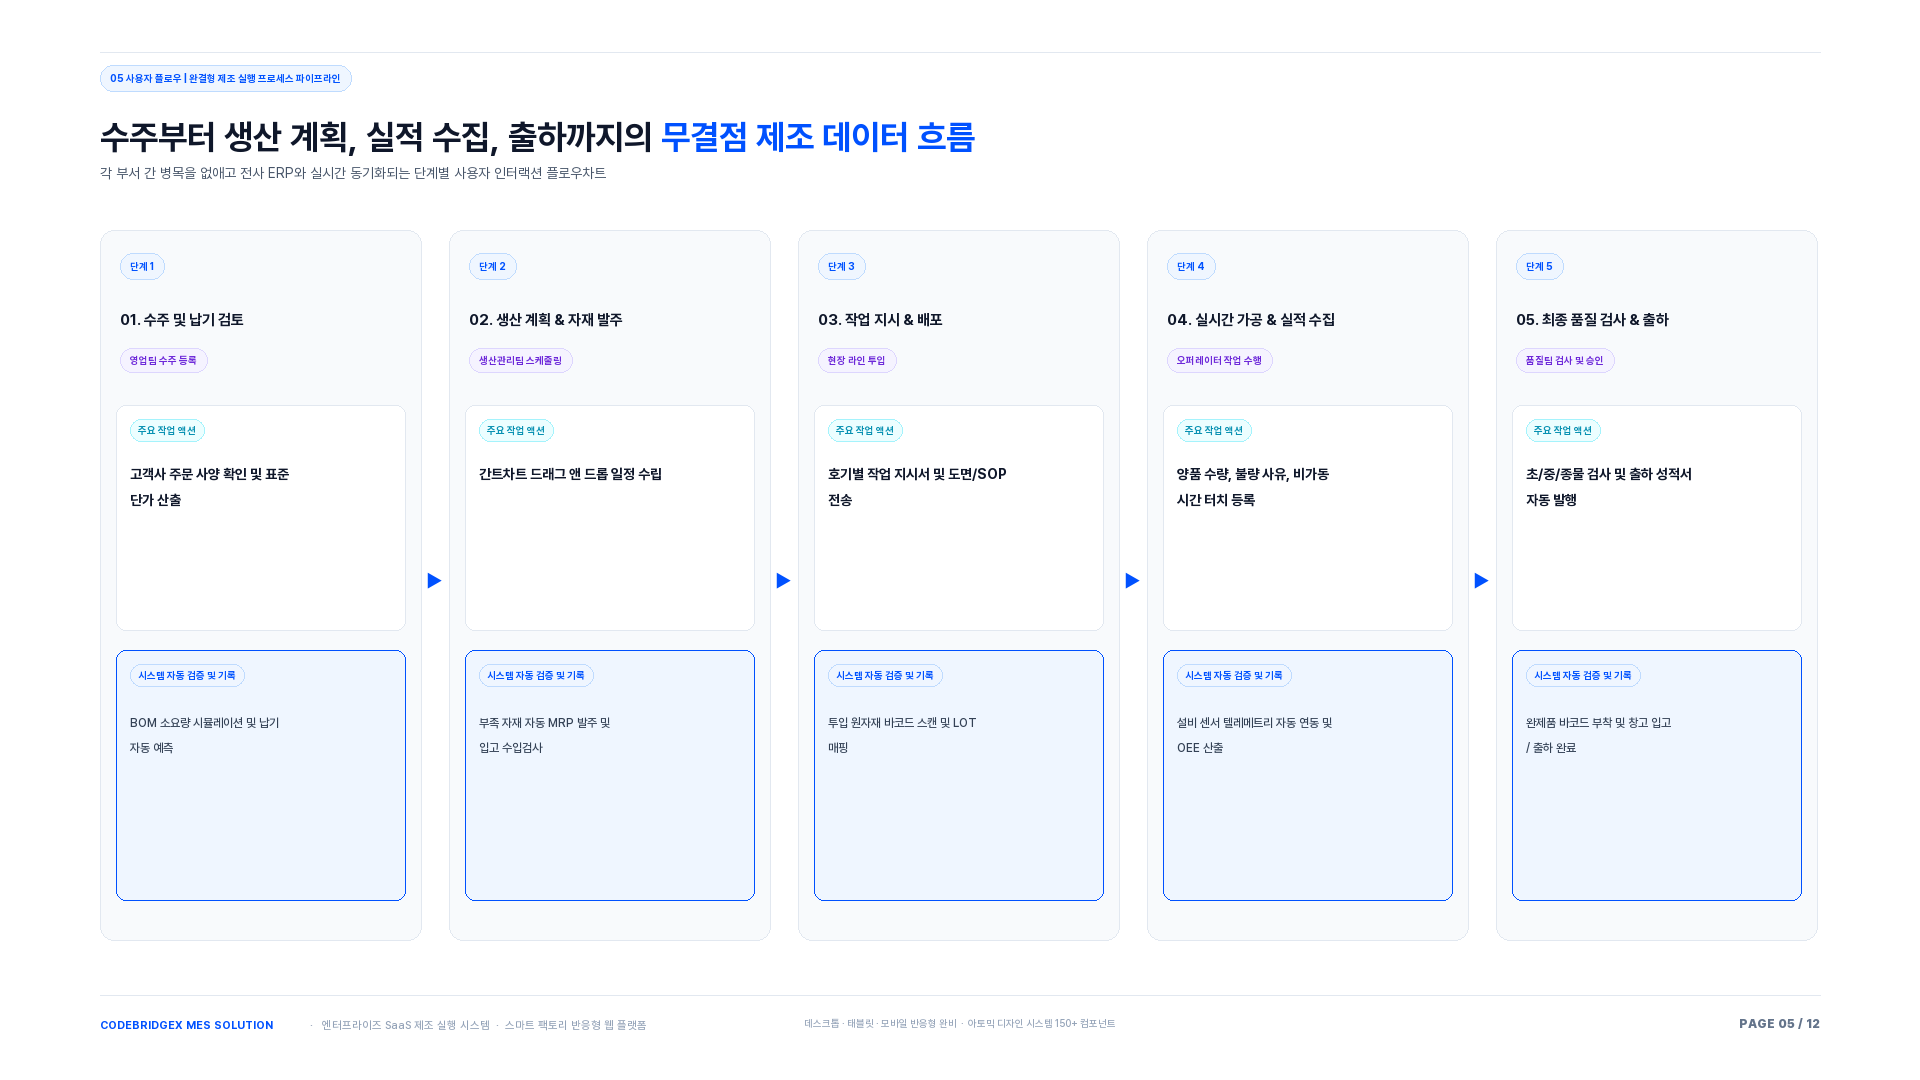 05 사용자 플로우 | 완결형 제조 실행 프로세스 파이프라인
수주부터 생산 계획, 실적 수집, 출하까지의 무결점 제조 데이터 흐름
각 부서 간 병목을 없애고 전사 ERP와 실시간 동기화되는 단계별 사용자 인터랙션 플로우차트
단계 1
01. 수주 및 납기 검토
영업팀 수주 등록
주요 작업 액션
고객사 주문 사양 확인 및 표준
단가 산출
시스템 자동 검증 및 기록
BOM 소요량 시뮬레이션 및 납기
자동 예측
▶
단계 2
02. 생산 계획 & 자재 발주
생산관리팀 스케줄링
주요 작업 액션
간트차트 드래그 앤 드롭 일정 수립
시스템 자동 검증 및 기록
부족 자재 자동 MRP 발주 및
입고 수입검사
▶
단계 3
03. 작업 지시 & 배포
현장 라인 투입
주요 작업 액션
호기별 작업 지시서 및 도면/SOP
전송
시스템 자동 검증 및 기록
투입 원자재 바코드 스캔 및 LOT
매핑
▶
단계 4
04. 실시간 가공 & 실적 수집
오퍼레이터 작업 수행
주요 작업 액션
양품 수량, 불량 사유, 비가동
시간 터치 등록
시스템 자동 검증 및 기록
설비 센서 텔레메트리 자동 연동 및
OEE 산출
▶
단계 5
05. 최종 품질 검사 & 출하
품질팀 검사 및 승인
주요 작업 액션
초/중/종물 검사 및 출하 성적서
자동 발행
시스템 자동 검증 및 기록
완제품 바코드 부착 및 창고 입고
/ 출하 완료
CODEBRIDGEX MES SOLUTION · 엔터프라이즈 SaaS 제조 실행 시스템 · 스마트 팩토리 반응형 웹 플랫폼
데스크톱 · 태블릿 · 모바일 반응형 완비 · 아토믹 디자인 시스템 150+ 컴포넌트
PAGE 05 / 12